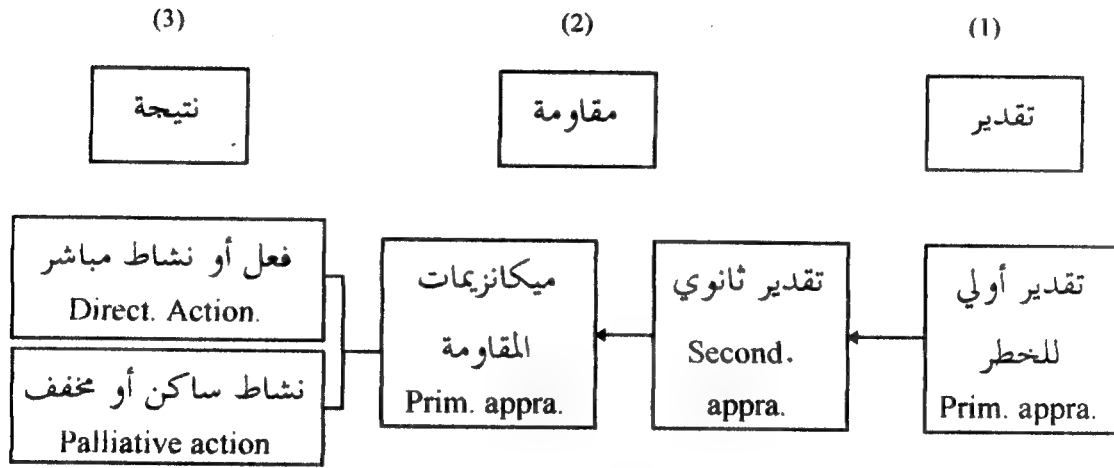 (1)
(2)
(3)
تقدير
مقاومة
نتيجة
تقدير أولي
للخطر
Prim. appra.
تقدير ثانوي
Second.
appra.
ميكانزيمات
المقاومة
Prim. appra.
فعل أو نشاط مباشر
Direct. Action.
نشاط ساكن أو مخفف
Palliative action